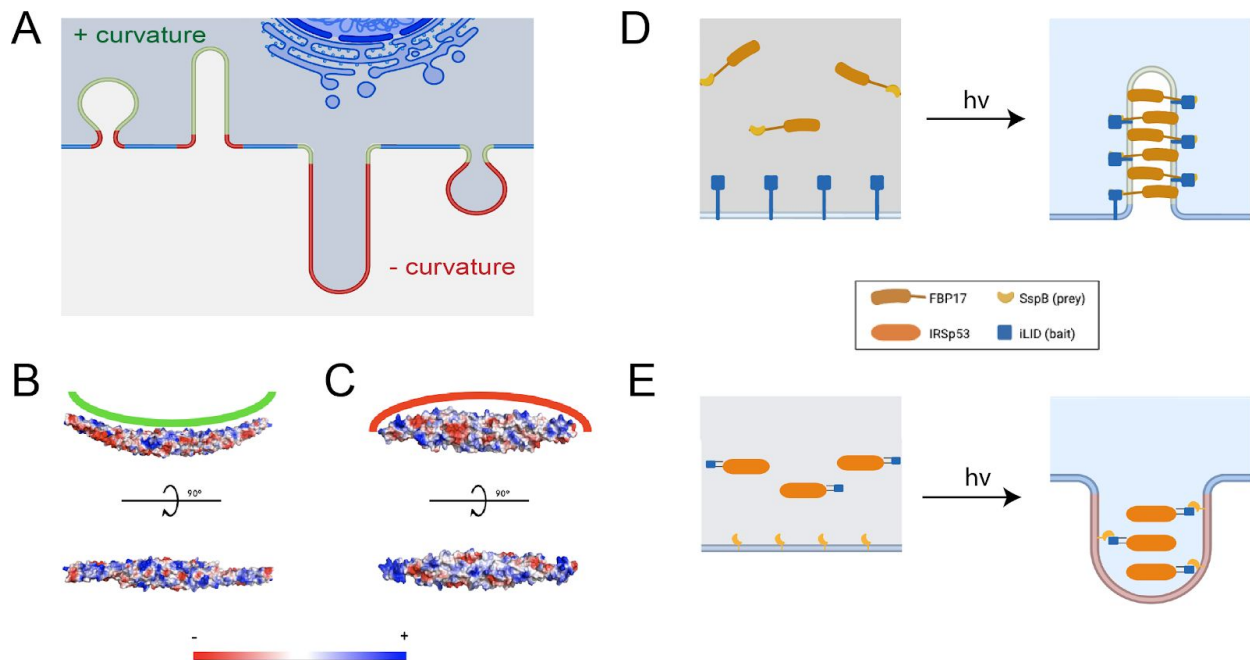 A
+ curvature
- curvature
B
90°
C
90°
-
+
D
hν
FBP17
SspB (prey)
IRSp53
iLID (bait)
E
hν